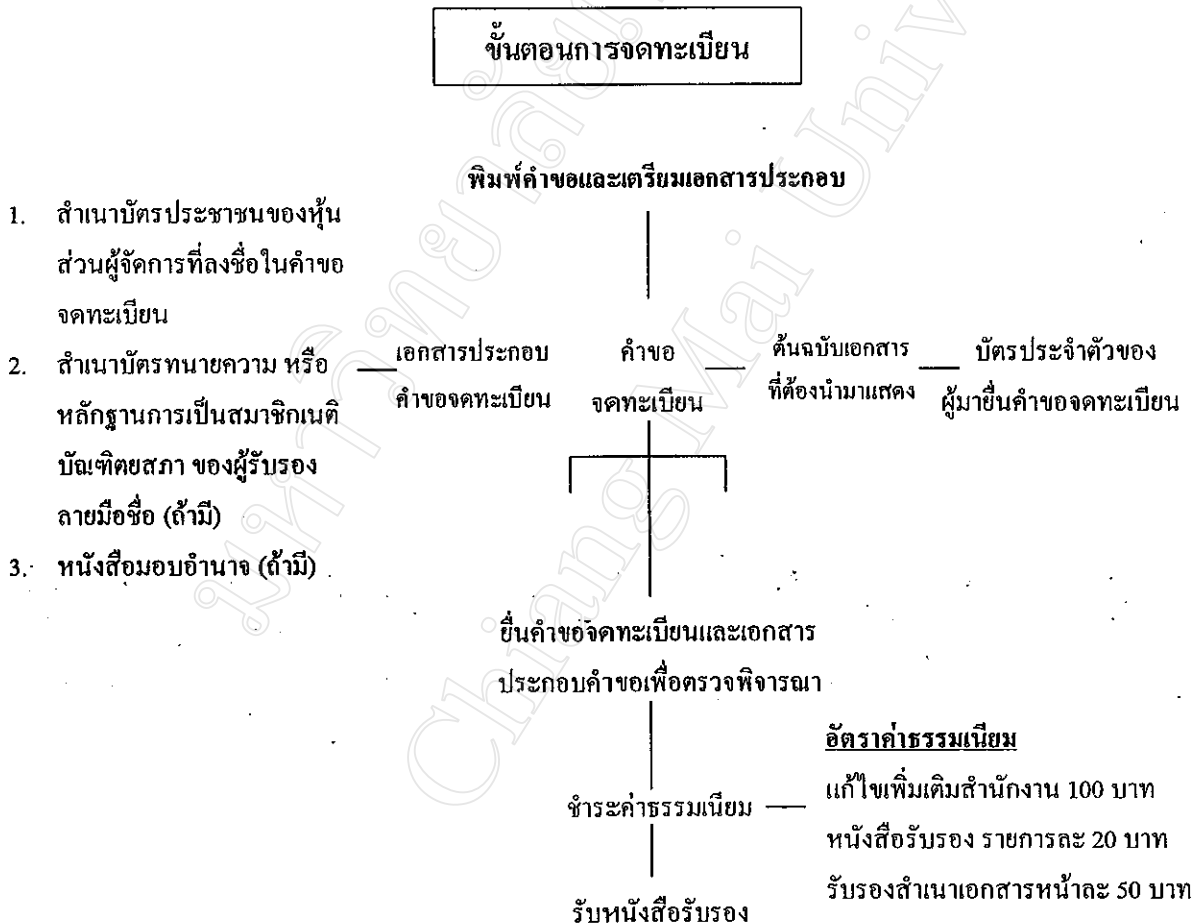 ขั้นตอนการจดทะเบียน
พิมพ์คำขอและเตรียมเอกสารประกอบ
1. สำเนาบัตรประชาชนของหุ้น
ส่วนผู้จัดการที่ลงชื่อในคำขอ
จดทะเบียน
2. สำเนาบัตรทนายความ หรือ
หลักฐานการเป็นสมาชิกเนติ
บัณฑิตยสภา ของผู้รับรอง
ลายมือชื่อ (ถ้ามี)
3. หนังสือมอบอำนาจ (ถ้ามี)
เอกสารประกอบ
คำขอจดทะเบียน
คำขอ
จดทะเบียน
ต้นฉบับเอกสาร
ที่ต้องนำมาแสดง
บัตรประจำตัวของ
ผู้มายื่นคำขอจดทะเบียน
ยื่นคำขอจดทะเบียนและเอกสาร
ประกอบคำขอเพื่อตรวจพิจารณา
ชำระค่าธรรมเนียม
อัตราค่าธรรมเนียม
แก้ไขเพิ่มเติมสำนักงาน 100 บาท
หนังสือรับรอง รายการละ 20 บาท
รับรองสำเนาเอกสารหน้าละ 50 บาท
รับหนังสือรับรอง
มหาวิทยาลัย
Chiang Mai Univ